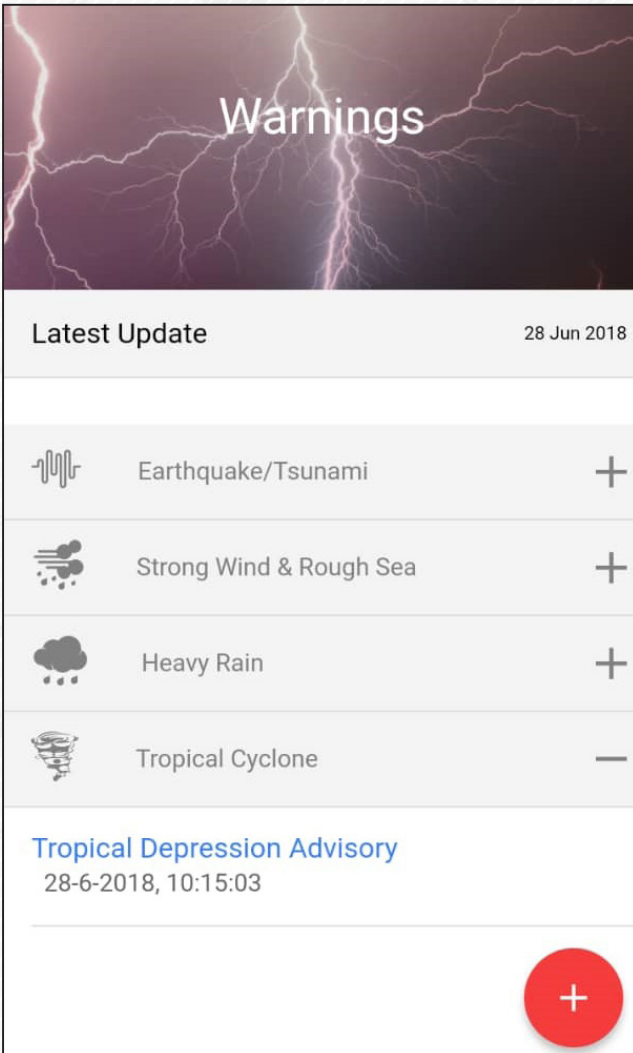 Warnings
Latest Update 28 Jun 2018
Earthquake/Tsunami
Strong Wind & Rough Sea
Heavy Rain
Tropical Cyclone
Tropical Depression Advisory
28-6-2018, 10:15:03